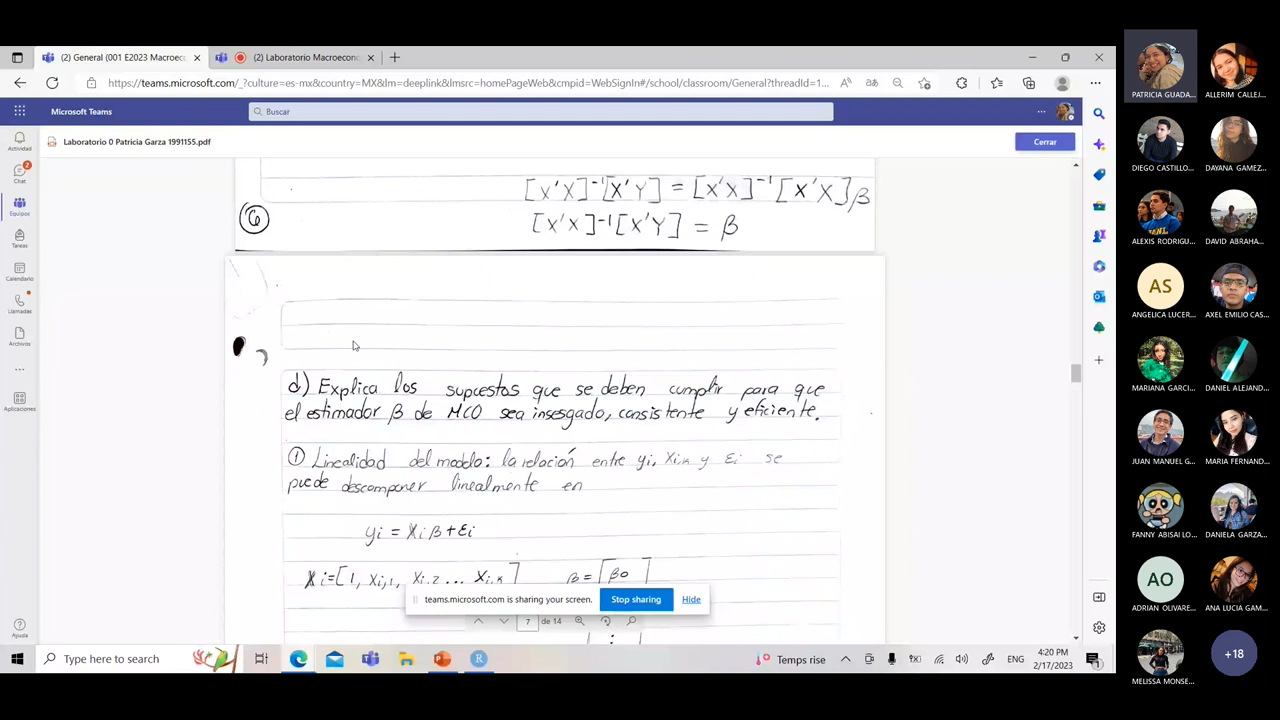 (2) General (001 E2023 Macroec
(2) Laboratorio Macroecon
https://teams.microsoft.com/_?culture=es-mx&country=MX&lm=deeplink&lmsrc=homePageWeb&cmpid=WebSignIn#/school/classroom/General?threadId=1...
Microsoft Teams
Buscar
Laboratorio 0 Patricia Garza 1991155.pdf
Cerrar
Actividad
2
Chat
Equipos
Tareas
Calendario
Llamadas
Archivos
Aplicaciones
Ayuda
[X'X]⁻¹[X'Y] = [X'X]⁻¹[X'X]β
6
[X'X]⁻¹[X'Y] = β
d) Explica los supuestos que se deben cumplir para que
el estimador β de MCO sea insesgado, consistente y eficiente.
① Linealidad del modelo: la relación entre yi, Xi,k y εi se
puede descomponer linealmente en
yi = Xiβ + εi
Xi = [1, Xi,1, Xi,2 ... Xi,k] β = [β0
teams.microsoft.com is sharing your screen.
Stop sharing
Hide
7 de 14
Type here to search
Temps rise
ENG
4:20 PM
2/17/2023
1
PATRICIA GUADA...
ALLERIM CALLEJ...
DIEGO CASTILLO...
DAYANA GAMEZ...
ALEXIS RODRIGU...
DAVID ABRAHA...
AS
ANGELICA LUCER...
AXEL EMILIO CAS...
MARIANA GARCI...
DANIEL ALEJAND...
JUAN MANUEL G...
MARIA FERNAND...
FANNY ABISAI LO...
DANIELA GARZA...
AO
ADRIAN OLIVARE...
ANA LUCIA GAM...
MELISSA MONSE...
+18